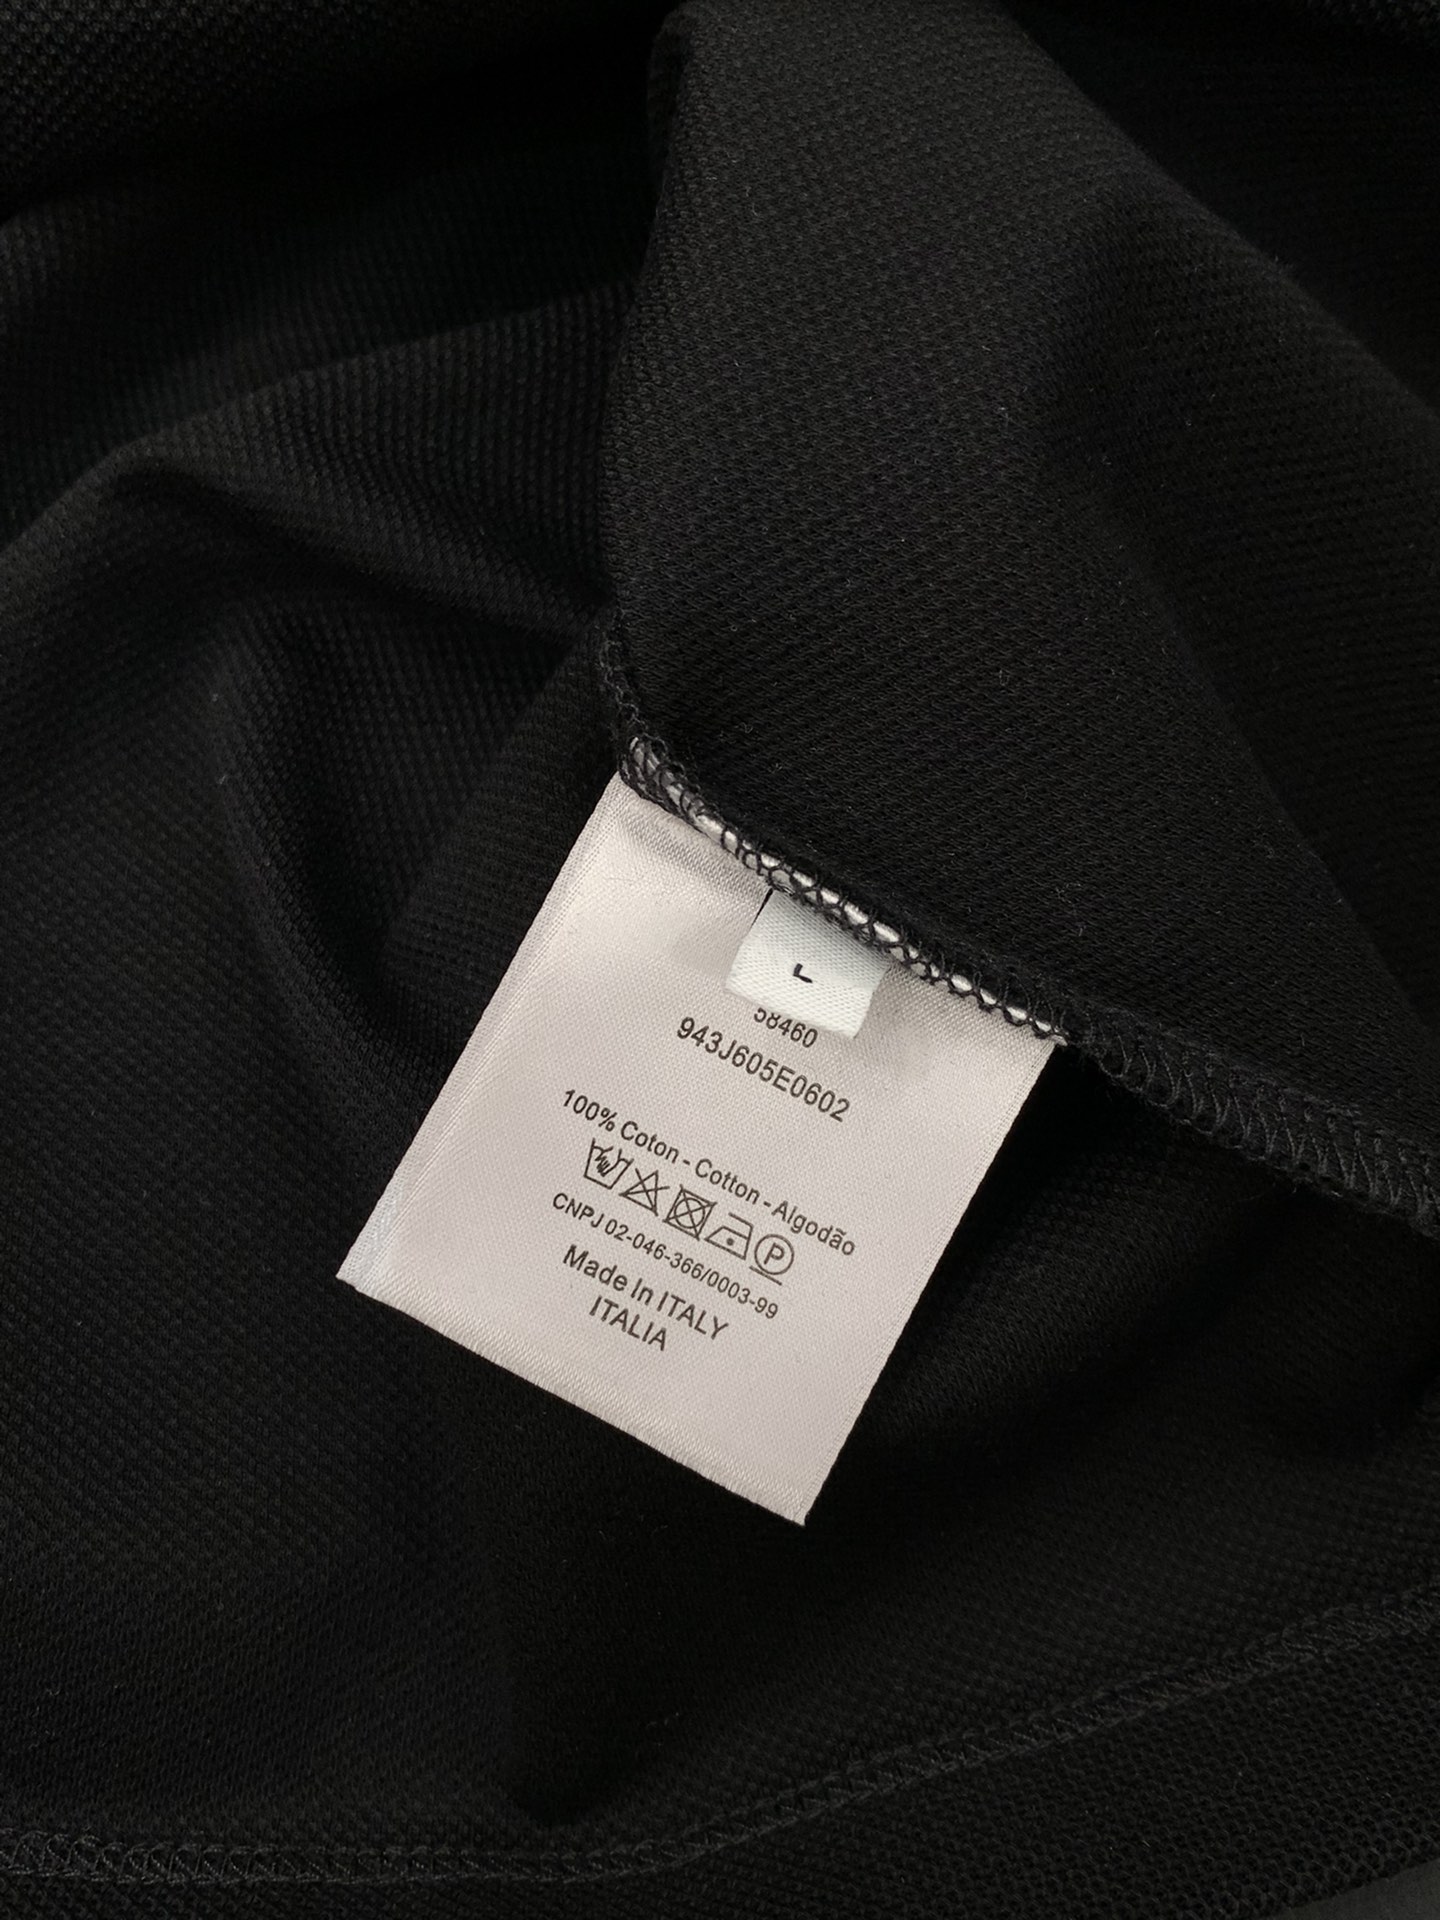 L
58460
943J605E0602
100% Coton - Cotton - Algodão
P
CNPJ 02-046-366/0003-99
Made In ITALY
ITALIA